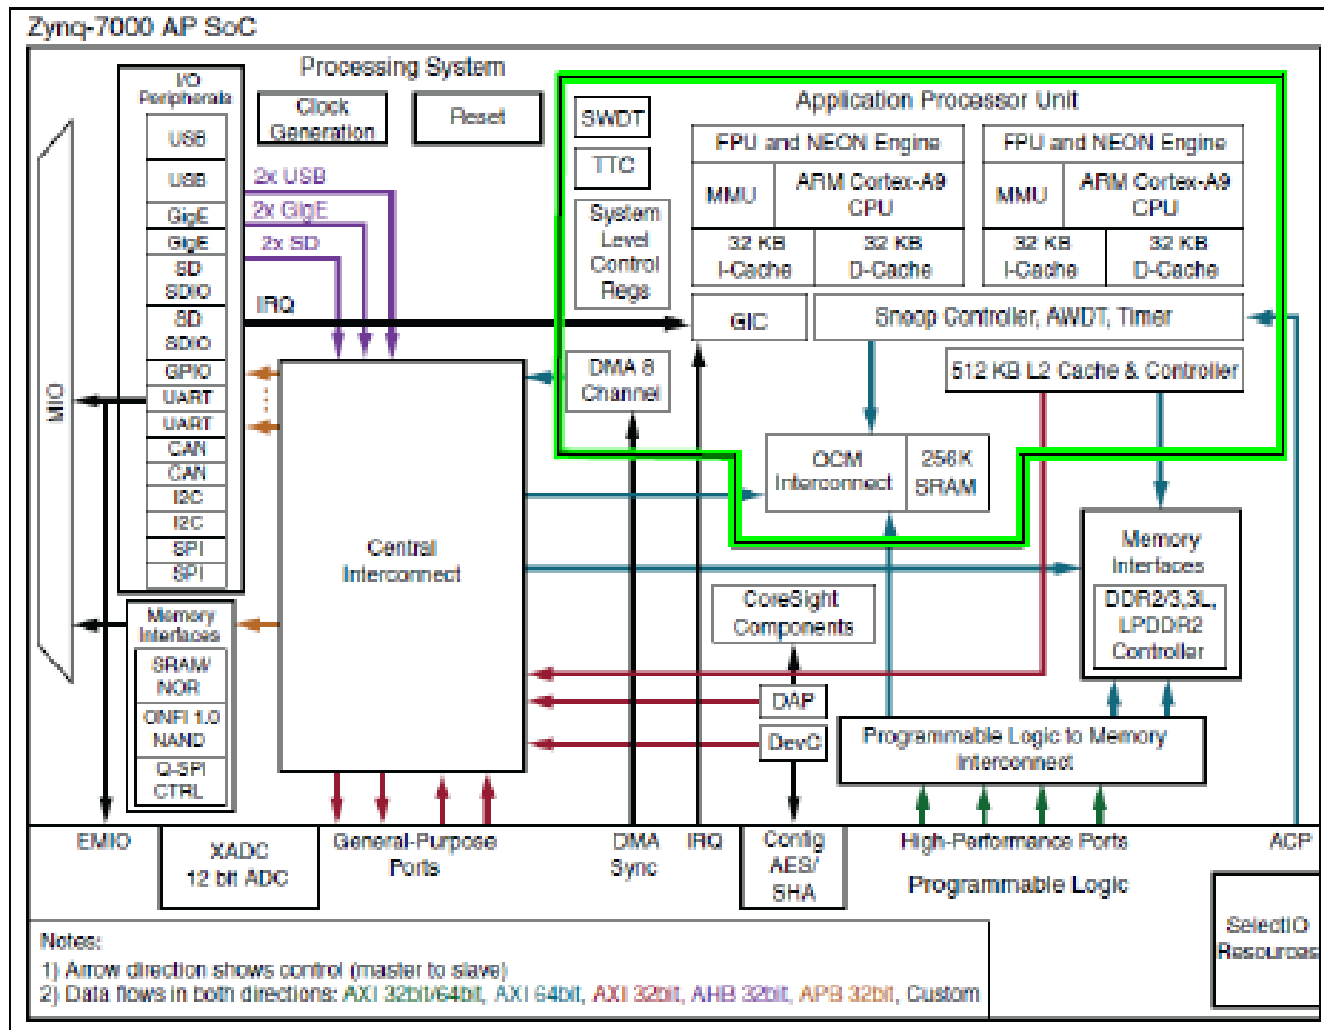 Zynq-7000 AP SoC
Processing System
I/O
Peripherals
USB
USB
GigE
GigE
SD
SDIO
SD
SDIO
GPIO
UART
UART
CAN
CAN
I2C
I2C
SPI
SPI
MIO
Clock
Generation
Reset
2x USB
2x GigE
2x SD
IRQ
Application Processor Unit
SWDT
TTC
System
Level
Control
Regs
FPU and NEON Engine
MMU
ARM Cortex-A9
CPU
32 KB
I-Cache
32 KB
D-Cache
FPU and NEON Engine
MMU
ARM Cortex-A9
CPU
32 KB
I-Cache
32 KB
D-Cache
GIC
Snoop Controller, AWDT, Timer
DMA 8
Channel
512 KB L2 Cache & Controller
OCM
Interconnect
256K
SRAM
Central
Interconnect
Memory
Interfaces
SRAM/
NOR
ONFI 1.0
NAND
Q-SPI
CTRL
CoreSight
Components
DAP
DevC
Memory
Interfaces
DDR2/3,3L,
LPDDR2
Controller
Programmable Logic to Memory
Interconnect
EMIO
XADC
12 bit ADC
General-Purpose
Ports
DMA
Sync
IRQ
Config
AES/
SHA
High-Performance Ports
ACP
Programmable Logic
SelectIO
Resources
Notes:
1) Arrow direction shows control (master to slave)
2) Data flows in both directions: AXI 32bit/64bit, AXI 64bit, AXI 32bit, AHB 32bit, APB 32bit, Custom